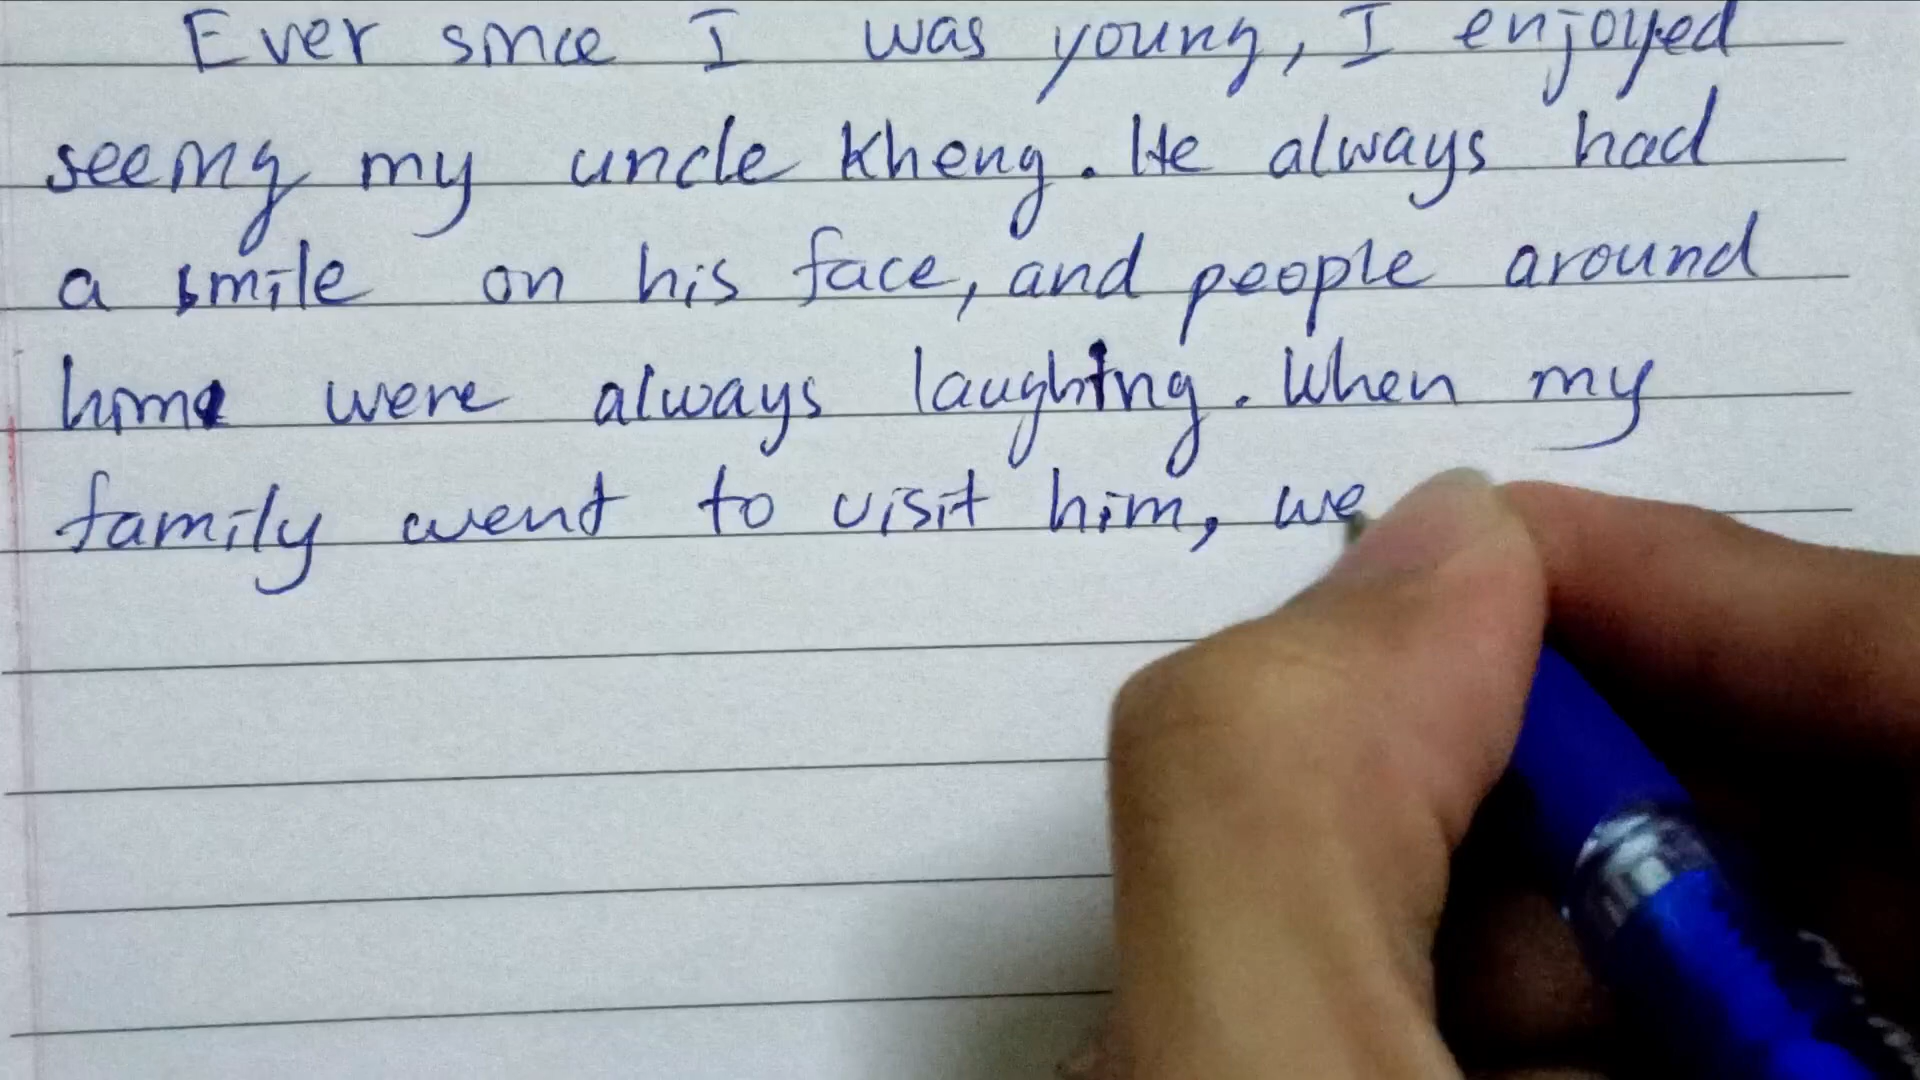 Ever since I was young, I enjoyed
seeing my uncle Kheng. He always had
a smile on his face, and people around
him were always laughing. When my
family went to visit him, we